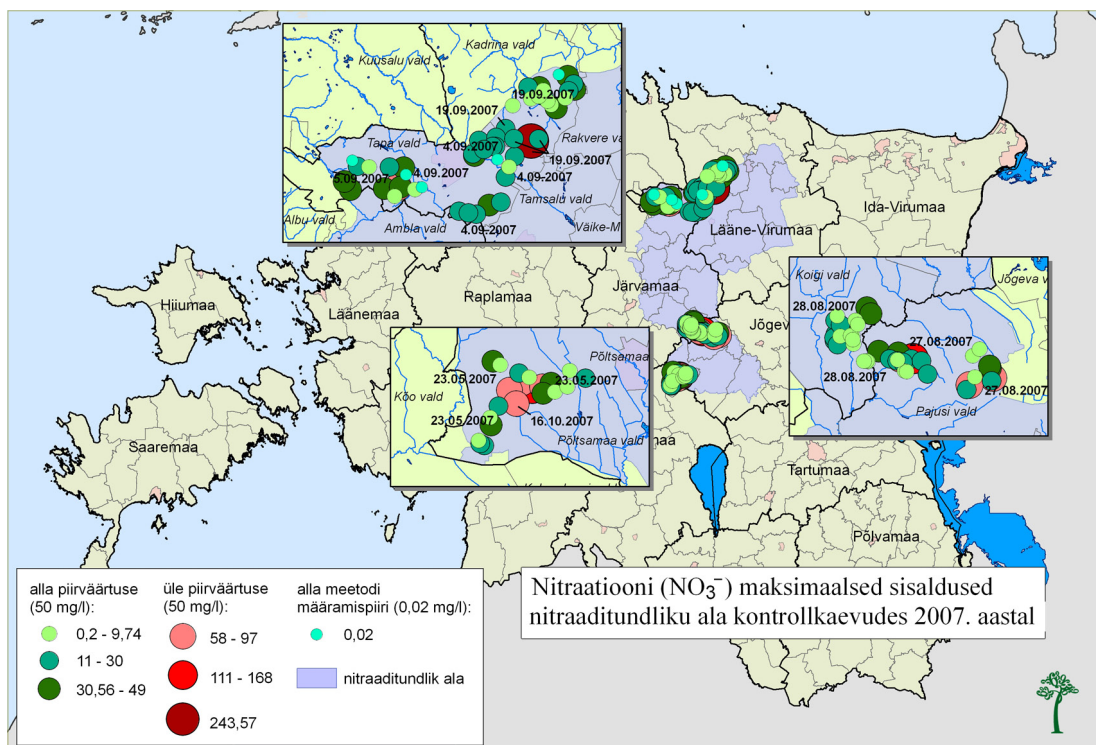 Kadrina vald
Kuusalu vald
19.09.2007
19.09.2007
Rakvere va
Tapa vald
4.09.2007
19.09.2007
5.09.2007
4.09.2007
4.09.2007
Tamsalu vald
Albu vald
Ambla vald
4.09.2007
Väike-M
Ida-Virumaa
Lääne-Virumaa
Hiiumaa
Läänemaa
Raplamaa
Järvamaa
Jõgev
Koigi vald
Jõgeva v
28.08.2007
27.08.2007
28.08.2007
27.08.2007
Pajusi vald
Põltsamaa
23.05.2007
23.05.2007
Koo vald
23.05.2007
16.10.2007
Põltsamaa vald
maa
Saaremaa
Tartumaa
Põlvamaa
alla piirväärtuse
(50 mg/l):
0,2 - 9,74
11 - 30
30,56 - 49
üle piirväärtuse
(50 mg/l):
58 - 97
111 - 168
243,57
alla meetodi
määramispiiri (0,02 mg/l):
0,02
nitraaditundlik ala
Nitraatiooni (NO₃⁻) maksimaalsed sisaldused
nitraaditundliku ala kontrollkaevudes 2007. aastal